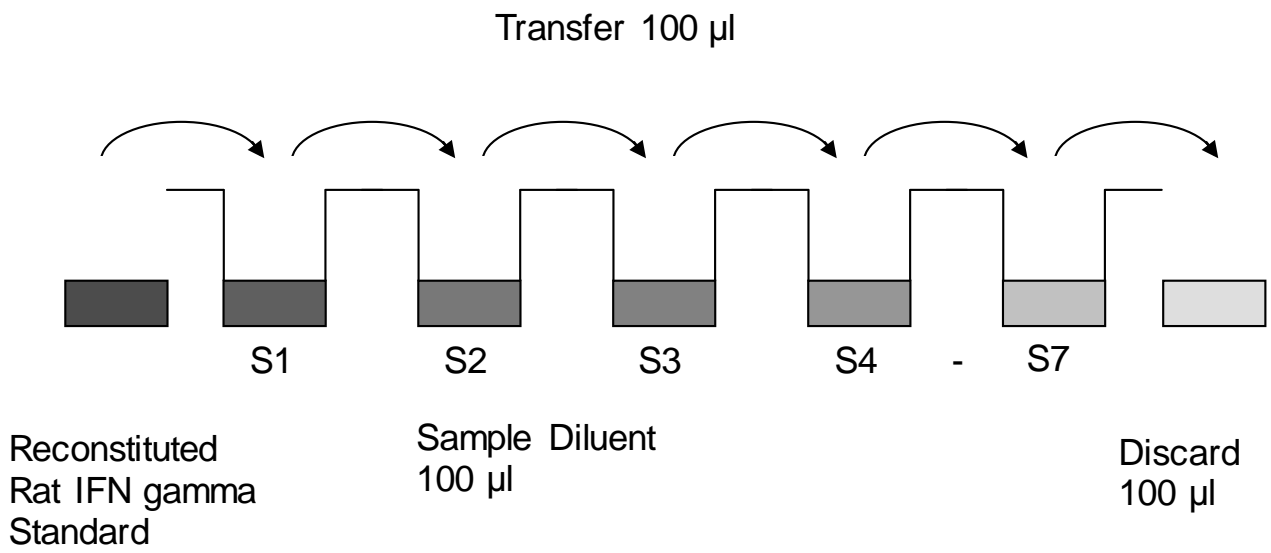 Transfer 100 µl
S1 S2 S3 S4 - S7
Reconstituted
Rat IFN gamma
Standard
Sample Diluent
100 µl
Discard
100 µl